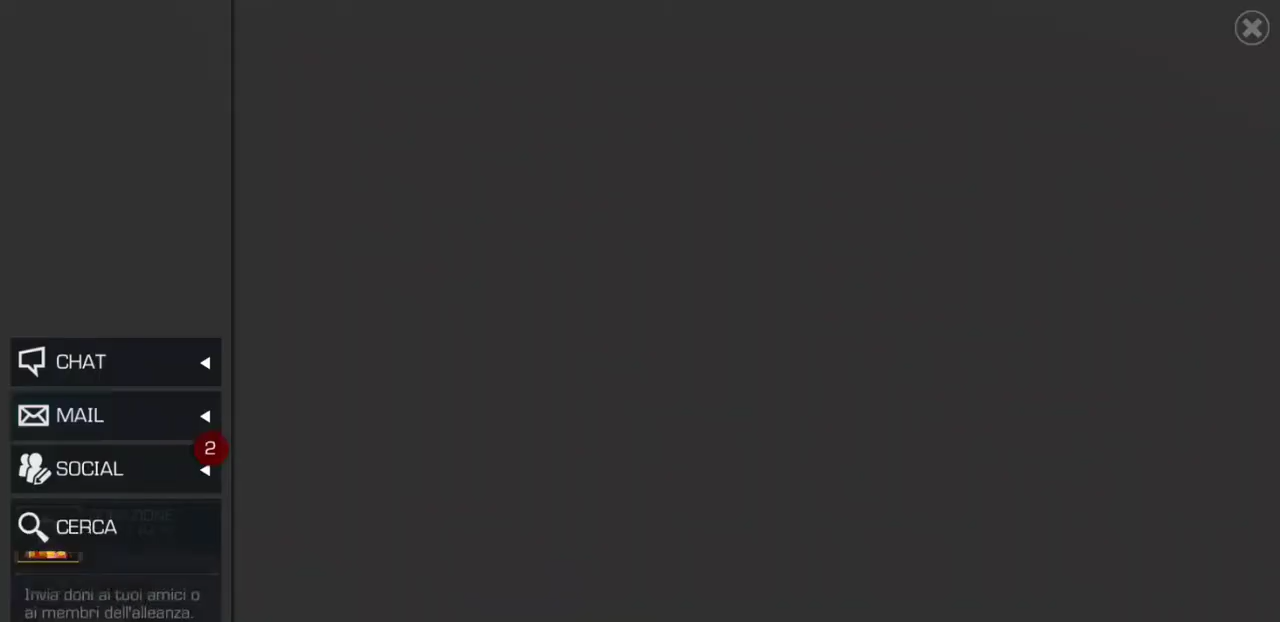 CHAT
MAIL
2
SOCIAL
CERCA
Invia doni ai tuoi amici o
ai membri dell'alleanza.